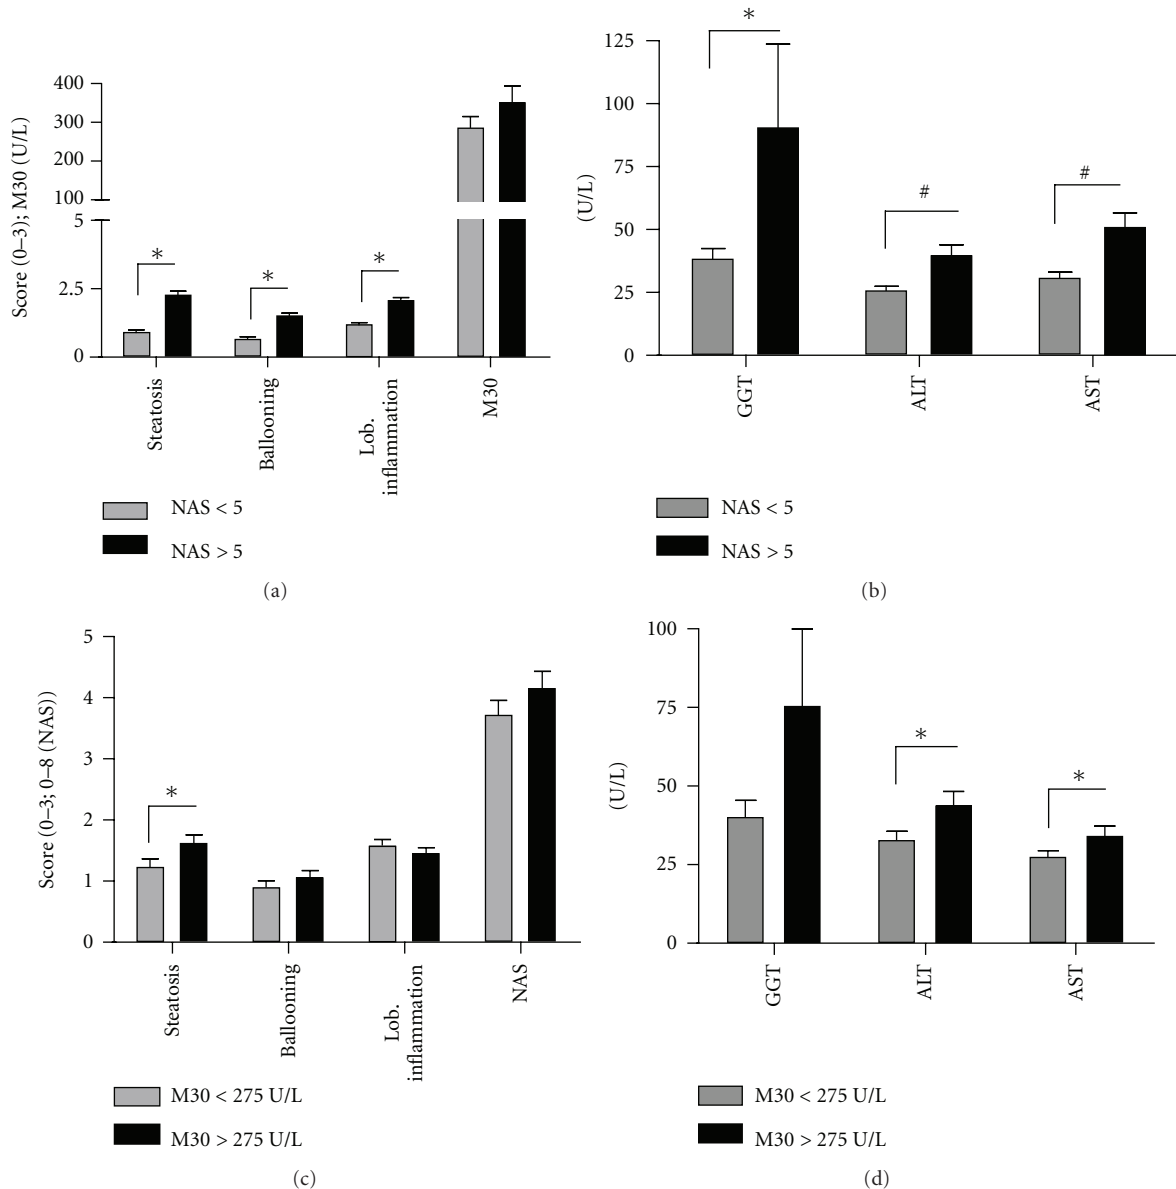 Score (0–3); M30 (U/L)
400
300
200
100
5
2.5
0
*
*
*
Steatosis
Ballooning
Lob.
inflammation
M30
NAS < 5
NAS > 5
(a)
(U/L)
125
100
75
50
25
0
*
#
#
GGT
ALT
AST
NAS < 5
NAS > 5
(b)
Score (0–3; 0–8 (NAS))
5
4
3
2
1
0
*
Steatosis
Ballooning
Lob.
inflammation
NAS
M30 < 275 U/L
M30 > 275 U/L
(c)
(U/L)
100
75
50
25
0
*
*
GGT
ALT
AST
M30 < 275 U/L
M30 > 275 U/L
(d)